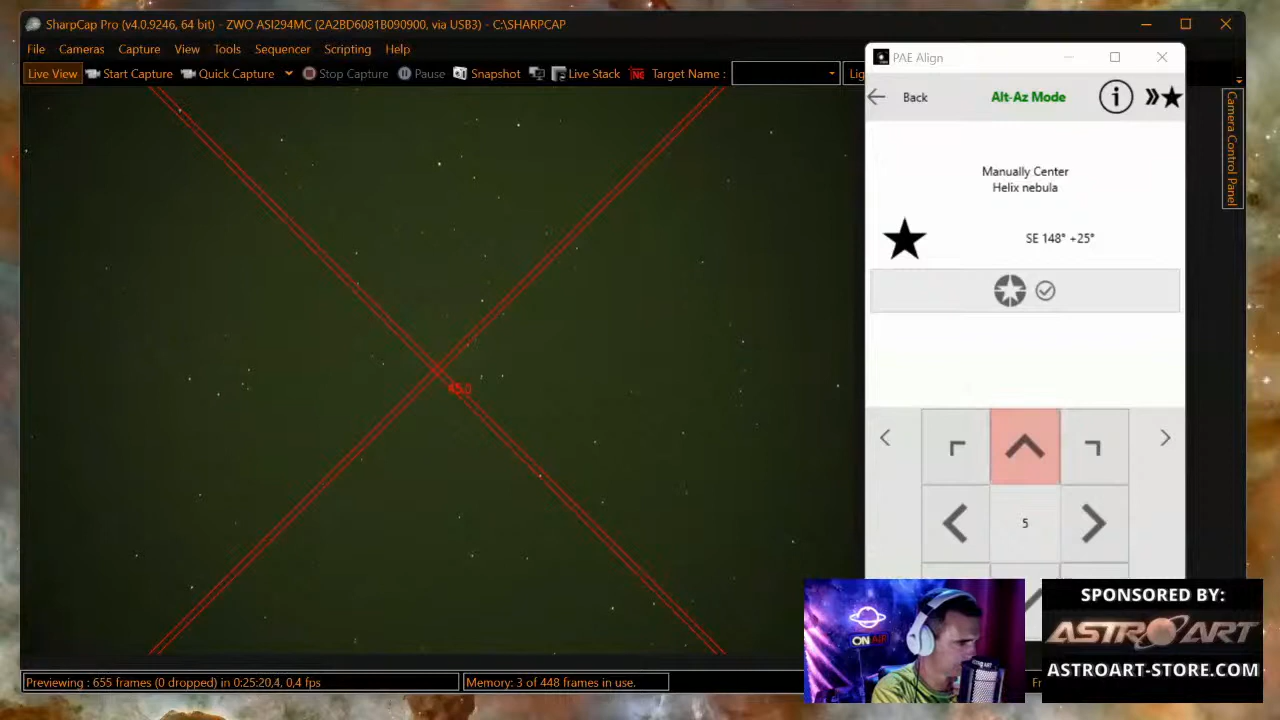 SharpCap Pro (v4.0.9246, 64 bit) - ZWO ASI294MC (2A2BD6081B090900, via USB3) - C:\SHARPCAP
File Cameras Capture View Tools Sequencer Scripting Help
Live View Start Capture Quick Capture Stop Capture Pause Snapshot Live Stack Target Name :
Camera Control Panel
PAE Align
Back Alt-Az Mode
Manually Center
Helix nebula
SE 148° +25°
45.0
5
ON AIR
SPONSORED BY:
ASTROART
ASTROART-STORE.COM
Previewing : 655 frames (0 dropped) in 0:25:20,4, 0,4 fps Memory: 3 of 448 frames in use.